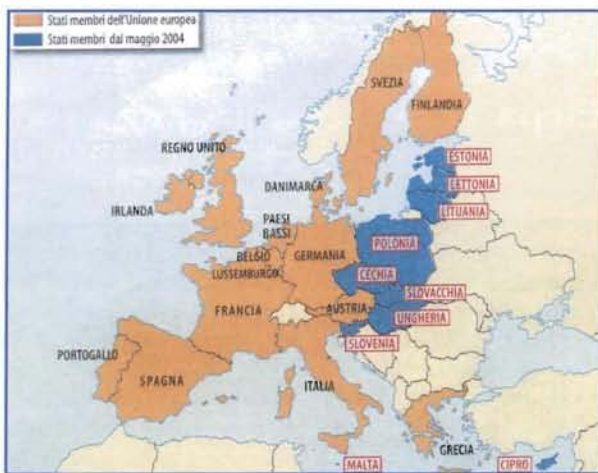 Stati membri dell'Unione europea
Stati membri dal maggio 2004
SVEZIA
FINLANDIA
REGNO UNITO
ESTONIA
LETTONIA
LITUANIA
DANIMARCA
IRLANDA
PAESI
BASSI
POLONIA
BELGIO
GERMANIA
LUSSEMBURGO
CECHIA
SLOVACCHIA
FRANCIA
AUSTRIA
UNGHERIA
SLOVENIA
PORTOGALLO
SPAGNA
ITALIA
GRECIA
MALTA
CIPRO